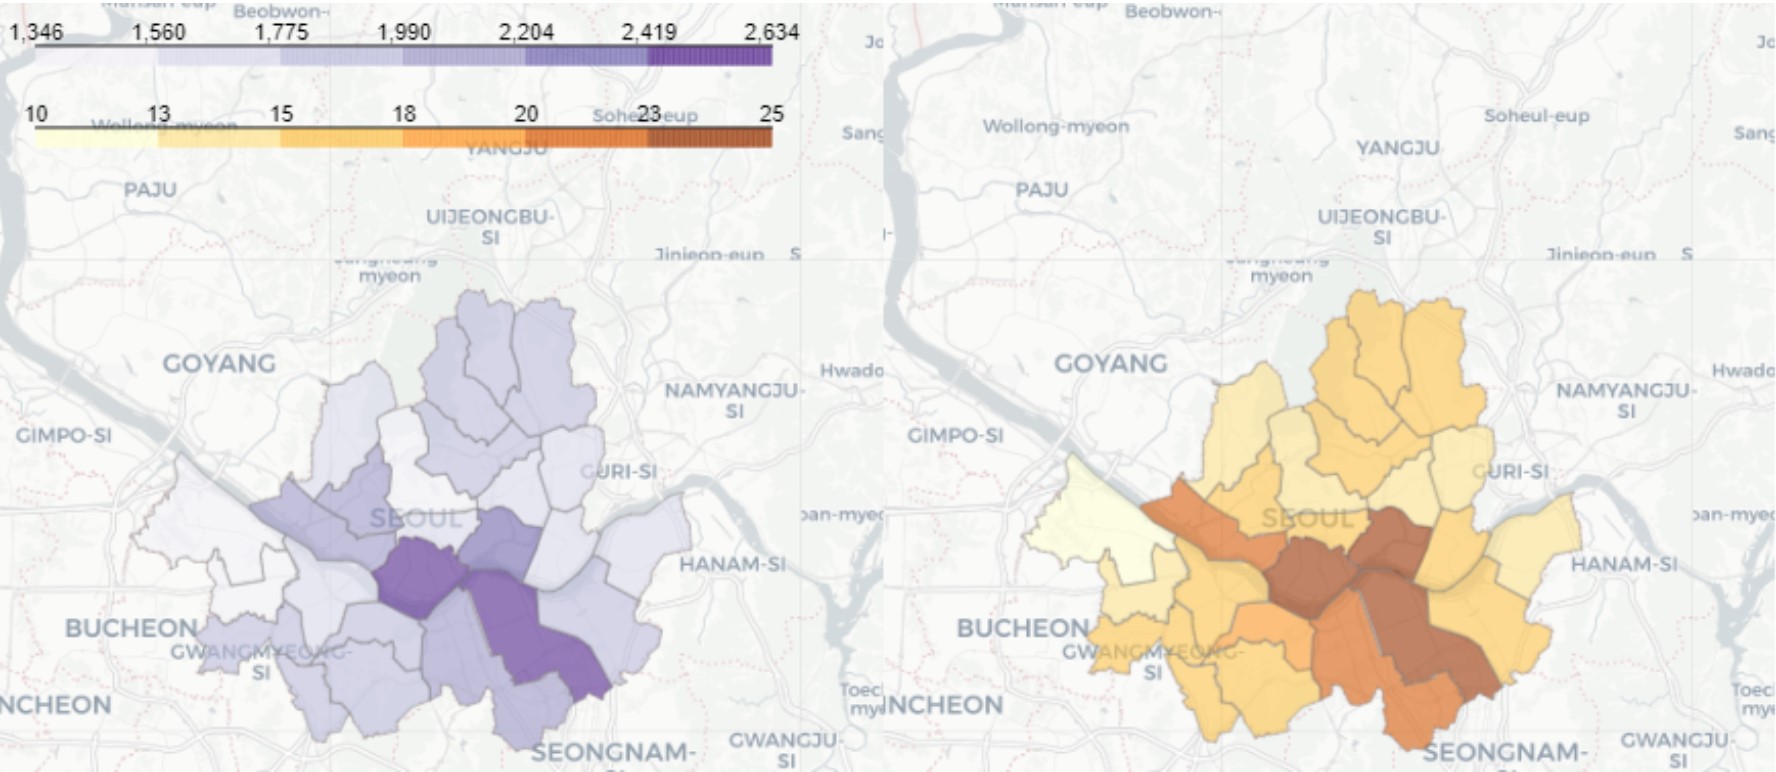 Beobwon-
Beobwon-
1,346 1,560 1,775 1,990 2,204 2,419 2,634
10 13 15 18 20 23 25
Soheul-eup
Soheul-eup
Wollong-myeon
Wollong-myeon
YANGJU
YANGJU
PAJU
PAJU
UIJEONGBU-
SI
UIJEONGBU-
SI
Jinjeop-eup
Jinjeop-eup
myeon
myeon
GOYANG
GOYANG
Hwado
Hwado
NAMYANGJU-
SI
NAMYANGJU-
SI
GIMPO-SI
GIMPO-SI
GURI-SI
GURI-SI
SEOUL
SEOUL
HANAM-SI
HANAM-SI
BUCHEON
BUCHEON
GWANGMYEONG-
SI
GWANGMYEONG-
SI
NCHEON
INCHEON
SEONGNAM-
SEONGNAM-
GWANGJU-
SI
GWANGJU-
SI